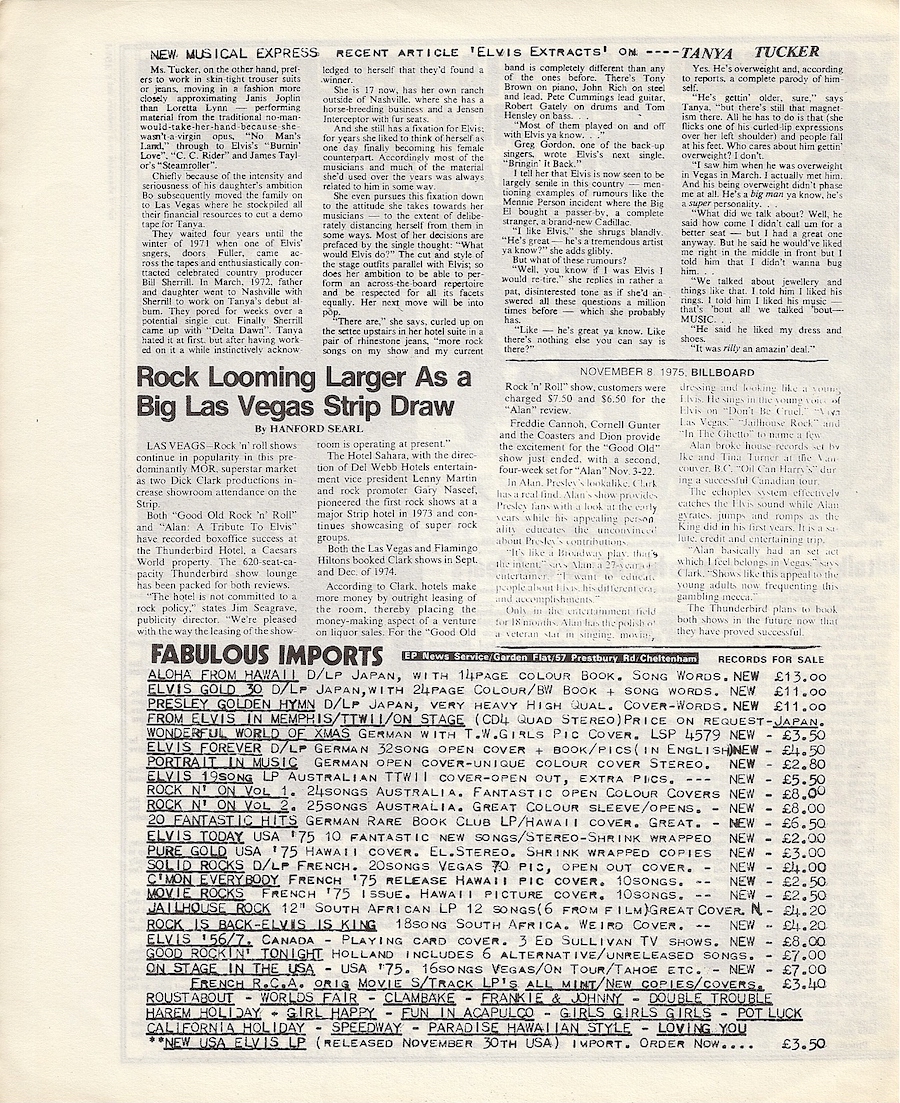 NEW MUSICAL EXPRESS RECENT ARTICLE 'ELVIS EXTRACTS' ON ----TANYA TUCKER
Ms. Tucker, on the other hand, pref-
ers to work in skin-tight trouser suits
or jeans, moving in a fashion more
closely approximating Janis Joplin
than Loretta Lynn — performing
material from the traditional no-man-
would-take-her-hand-because-she-
wasn't-a-virgin opus, "No Man's
Land," through to Elvis's "Burnin'
Love", "C. C. Rider" and James Tayl-
or's "Steamroller".
Chiefly because of the intensity and
seriousness of his daughter's ambition
Bo subsequently moved the family on
to Las Vegas where he stockpiled all
their financial resources to cut a demo
tape for Tanya.
They waited four years until the
winter of 1971 when one of Elvis'
sngers, doors Fuller, came ac-
ross the tapes and enthusiastically con-
tracted celebrated country producer
Bill Sherrill. In March, 1972, father
and daughter went to Nashville with
Sherrill to work on Tanya's debut al-
bum. They pored for weeks over a
potential single cut. Finally Sherrill
came up with "Delta Dawn". Tanya
hated it at first, but after having work-
ed on it a while instinctively acknow-
ledged to herself that they'd found a
winner.
She is 17 now, has her own ranch
outside of Nashville, where she has a
horse-breeding business and a Jensen
Interceptor with fur seats.
And she still has a fixation for Elvis;
for years she liked to think of herself as
one day finally becoming his female
counterpart. Accordingly most of the
musicians and much of the material
she'd used over the years was always
related to him in some way.
She even pursues this fixation down
to the attitude she takes towards her
musicians — to the extent of delibe-
rately distancing herself from them in
some ways. Most of her decisions are
prefaced by the single thought: "What
would Elvis do?" The cut and style of
the stage outfits parallel with Elvis; so
does her ambition to be able to per-
form an across-the-board repertoire
and be respected for all its facets
equally. Her next move will be into
pop.
"There are," she says, curled up on
the settee upstairs in her hotel suite in a
pair of rhinestone jeans, "more rock
songs on my show and my current
band is completely different than any
of the ones before. There's Tony
Brown on piano, John Rich on steel
and lead, Pete Cummings lead guitar,
Robert Gately on drums and Tom
Hensley on bass. . .
"Most of them played on and off
with Elvis ya know. . ."
Greg Gordon, one of the back-up
singers, wrote Elvis's next single,
"Bringin' It Back."
I tell her that Elvis is now seen to be
largely senile in this country — men-
tioning examples of rumours like the
Mennie Person incident where the Big
El bought a passer-by, a complete
stranger, a brand-new Cadillac.
"I like Elvis," she shrugs blandly.
"He's great — he's a tremendous artist
ya know?" she adds glibly.
But what of these rumours?
"Well, you know if I was Elvis I
would re-tire," she replies in rather a
pat, disinterested tone as if she'd an-
swered all these questions a million
times before — which she probably
has.
"Like — he's great ya know. Like
there's nothing else you can say is
there?"
Yes. He's overweight and, according
to reports, a complete parody of him-
self.
"He's gettin' older, sure," says
Tanya, "but there's still that magnet-
ism there. All he has to do is that (she
flicks one of his curled-lip expressions
over her left shoulder) and people fall
at his feet. Who cares about him gettin'
overweight? I don't.
"I saw him when he was overweight
in Vegas in March. I actually met him.
And his being overweight didn't phase
me at all. He's a big man ya know, he's
a super personality. . .
"What did we talk about? Well, he
said how come I didn't call um for a
better seat — but I had a great one
anyway. But he said he would've liked
me right in the middle in front but I
told him that I didn't wanna bug
him. . .
"We talked about jewellery and
things like that. I told him I liked his
rings. I told him I liked his music —
that's 'bout all we talked 'bout—
MUSIC. . .
"He said he liked my dress and
shoes.
"It was rilly an amazin' deal."
Rock Looming Larger As a
Big Las Vegas Strip Draw
By HANFORD SEARL
NOVEMBER 8, 1975, BILLBOARD
LAS VEAGS—Rock 'n' roll shows
continue in popularity in this pre-
dominantly MOR, superstar market
as two Dick Clark productions in-
crease showroom attendance on the
Strip.
Both "Good Old Rock 'n' Roll"
and "Alan: A Tribute To Elvis"
have recorded boxoffice success at
the Thunderbird Hotel, a Caesars
World property. The 620-seat-ca-
pacity Thunderbird show lounge
has been packed for both reviews.
"The hotel is not committed to a
rock policy," states Jim Seagrave,
publicity director. "We're pleased
with the way the leasing of the show-
room is operating at present."
The Hotel Sahara, with the direc-
tion of Del Webb Hotels entertain-
ment vice president Lenny Martin
and rock promoter Gary Naseef,
pioneered the first rock shows at a
major Strip hotel in 1973 and con-
tinues showcasing of super rock
groups.
Both the Las Vegas and Flamingo
Hiltons booked Clark shows in Sept.
and Dec. of 1974.
According to Clark, hotels make
more money by outright leasing of
the room, thereby placing the
money-making aspect of a venture
on liquor sales. For the "Good Old
Rock 'n' Roll" show, customers were
charged $7.50 and $6.50 for the
"Alan" review.
Freddie Cannoh, Cornell Gunter
and the Coasters and Dion provide
the excitement for the "Good Old"
show just ended, with a second,
four-week set for "Alan" Nov. 3-22.
In Alan, Presley's lookalike, Clark
has a real find. Alan's show provides
Presley fans with a look at the early
years while his appealing person-
ality educates the unconvinced
about Presley's contributions.
"It's like a Broadway play, that's
the intent," says Alan, a 27-year-old
entertainer. "I want to educate
people about Elvis, his different era,
and accomplishments."
Only in the entertainment field
for 18 months, Alan has the polish of
a veteran star in singing, moving,
dressing and looking like a young
Elvis. He sings in the young voice of
Elvis on "Don't Be Cruel," "Viva
Las Vegas," "Jailhouse Rock" and
"In The Ghetto" to name a few.
Alan broke house records set by
Ike and Tina Turner at the Van-
couver, B.C. "Oil Can Harry's" dur-
ing a successful Canadian tour.
The echoplex system effectively
catches the Elvis sound while Alan
gyrates, jumps and romps as the
King did in his first years. It is a sa-
lute, credit and entertaining trip.
"Alan basically had an set act
which I feel belongs in Vegas," says
Clark. "Shows like this appeal to the
young adults now frequenting this
gambling mecca."
The Thunderbird plans to book
both shows in the future now that
they have proved successful.
FABULOUS IMPORTS EP News Service/Garden Flat/57 Prestbury Rd/Cheltenham RECORDS FOR SALE
ALOHA FROM HAWAII D/LP JAPAN, WITH 14PAGE COLOUR BOOK. SONG WORDS. NEW £13.00
ELVIS GOLD 30 D/LP JAPAN,WITH 24PAGE COLOUR/BW BOOK + SONG WORDS. NEW £11.00
PRESLEY GOLDEN HYMN D/LP JAPAN, VERY HEAVY HIGH QUAL. COVER-WORDS. NEW £11.00
FROM ELVIS IN MEMPHIS/TTWII/ON STAGE (CD4 QUAD STEREO)PRICE ON REQUEST-JAPAN.
WONDERFUL WORLD OF XMAS GERMAN WITH T.W.GIRLS PIC COVER. LSP 4579 NEW - £3.50
ELVIS FOREVER D/LP GERMAN 32SONG OPEN COVER + BOOK/PICS(IN ENGLISH)NEW - £4.50
PORTRAIT IN MUSIC GERMAN OPEN COVER-UNIQUE COLOUR COVER STEREO. NEW - £2.80
ELVIS 19SONG LP AUSTRALIAN TTWII COVER-OPEN OUT, EXTRA PICS. --- NEW - £5.50
ROCK N' ON VOL 1. 24SONGS AUSTRALIA. FANTASTIC OPEN COLOUR COVERS NEW - £8.00
ROCK N' ON VOL 2. 25SONGS AUSTRALIA. GREAT COLOUR SLEEVE/OPENS. - NEW - £8.00
20 FANTASTIC HITS GERMAN RARE BOOK CLUB LP/HAWAII COVER. GREAT. - NEW - £6.50
ELVIS TODAY USA '75 10 FANTASTIC NEW SONGS/STEREO-SHRINK WRAPPED NEW - £2.00
PURE GOLD USA '75 HAWAII COVER. EL.STEREO. SHRINK WRAPPED COPIES NEW - £3.00
SOLID ROCKS D/LP FRENCH. 20SONGS VEGAS 70 PIC, OPEN OUT COVER. - NEW - £4.00
C'MON EVERYBODY FRENCH '75 RELEASE HAWAII PIC COVER. 10SONGS. -- NEW - £2.50
MOVIE ROCKS FRENCH '75 ISSUE. HAWAII PICTURE COVER. 10SONGS. -- NEW - £2.50
JAILHOUSE ROCK 12" SOUTH AFRICAN LP 12 SONGS(6 FROM FILM)GREAT COVER. N - £4.20
ROCK IS BACK-ELVIS IS KING 18SONG SOUTH AFRICA. WEIRD COVER. -- NEW - £4.20
ELVIS '56/7. CANADA - PLAYING CARD COVER. 3 ED SULLIVAN TV SHOWS. NEW - £8.00
GOOD ROCKIN' TONIGHT HOLLAND INCLUDES 6 ALTERNATIVE/UNRELEASED SONGS. - £7.00
ON STAGE IN THE USA - USA '75. 16SONGS VEGAS/ON TOUR/TAHOE ETC. - NEW - £7.00
FRENCH R.C.A. ORIG MOVIE S/TRACK LP'S ALL MINT/NEW COPIES/COVERS. £3.40
ROUSTABOUT - WORLDS FAIR - CLAMBAKE - FRANKIE & JOHNNY - DOUBLE TROUBLE
HAREM HOLIDAY - GIRL HAPPY - FUN IN ACAPULCO - GIRLS GIRLS GIRLS - POT LUCK
CALIFORNIA HOLIDAY - SPEEDWAY - PARADISE HAWAIIAN STYLE - LOVING YOU
**NEW USA ELVIS LP (RELEASED NOVEMBER 30TH USA) IMPORT. ORDER NOW.... £3.50